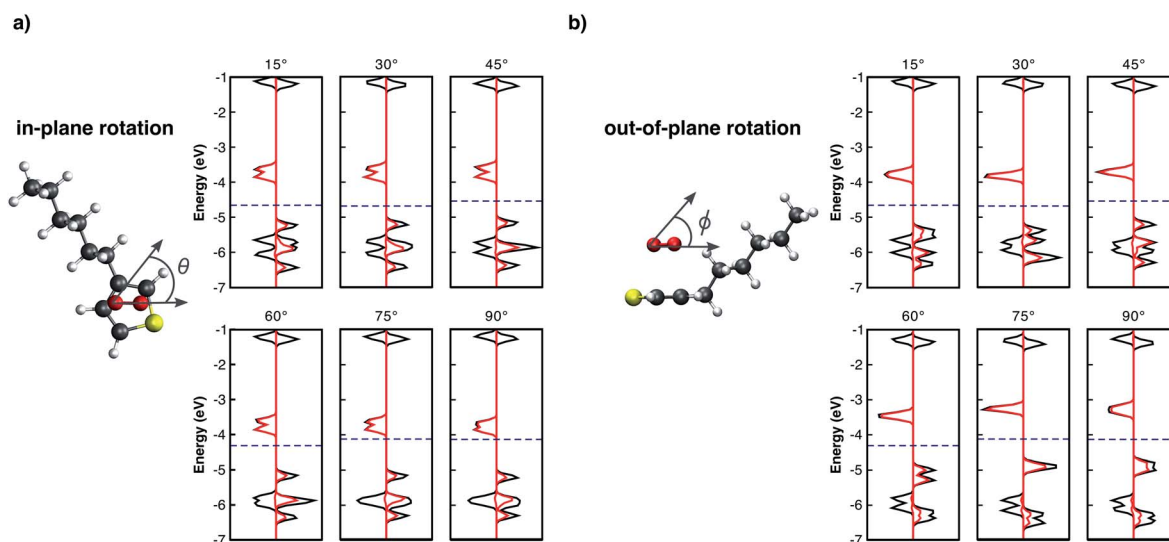 a)
in-plane rotation
θ
15° 30° 45°
Energy (eV)
-1
-2
-3
-4
-5
-6
-7
60° 75° 90°
Energy (eV)
-1
-2
-3
-4
-5
-6
-7
b)
out-of-plane rotation
ϕ
15° 30° 45°
Energy (eV)
-1
-2
-3
-4
-5
-6
-7
60° 75° 90°
Energy (eV)
-1
-2
-3
-4
-5
-6
-7